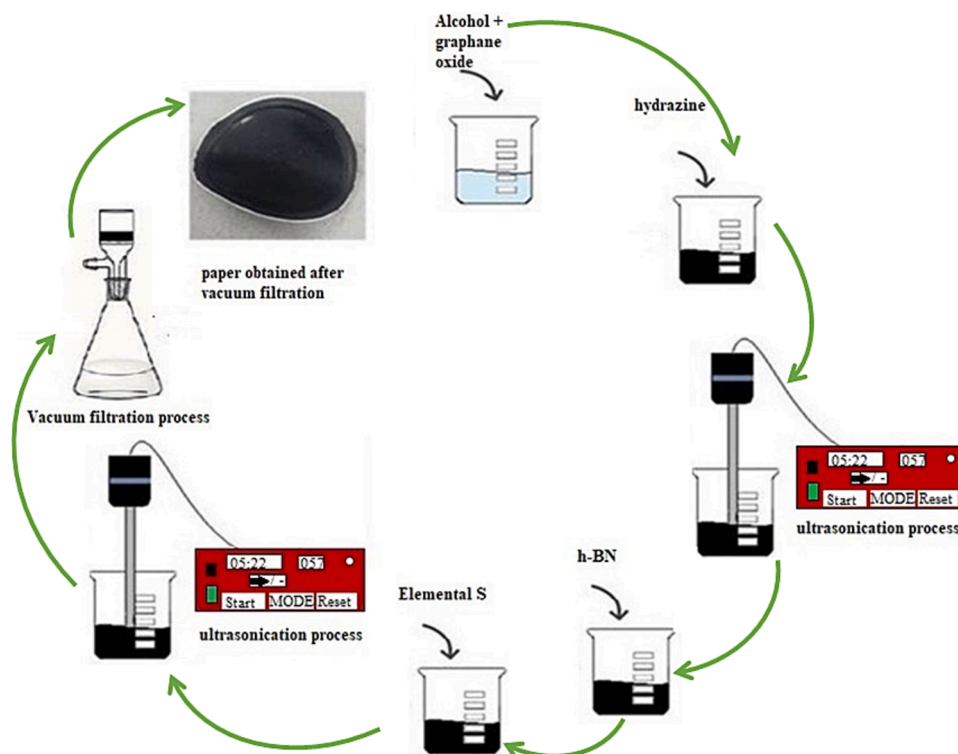 Alcohol +
graphane
oxide
hydrazine
05:22 057
/ -
Start MODE Reset
ultrasonication process
h-BN
Elemental S
05:22 057
/ -
Start MODE Reset
ultrasonication process
Vacuum filtration process
paper obtained after
vacuum filtration